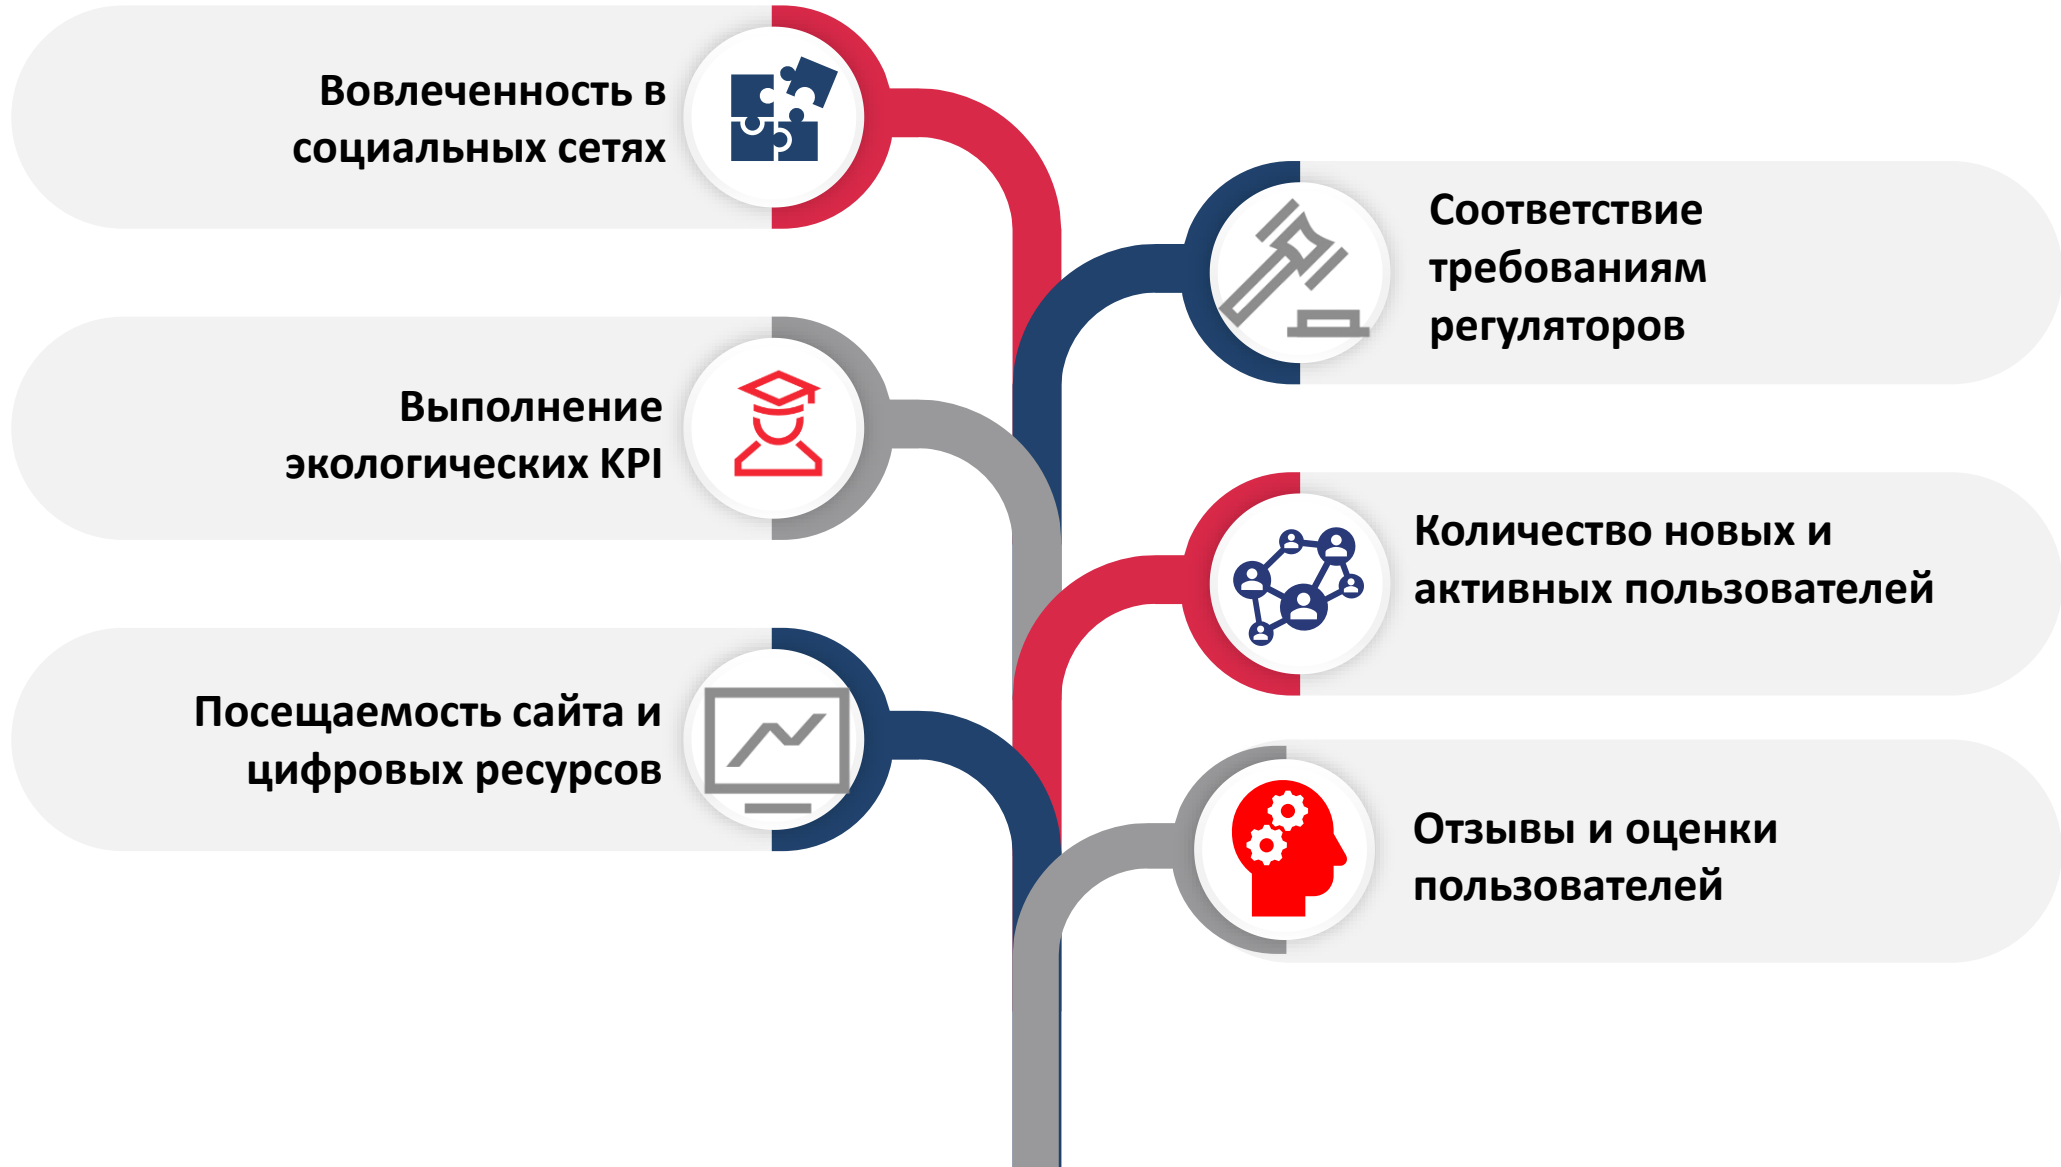 Вовлеченность в
социальных сетях
Соответствие
требованиям
регуляторов
Выполнение
экологических KPI
Количество новых и
активных пользователей
Посещаемость сайта и
цифровых ресурсов
Отзывы и оценки
пользователей